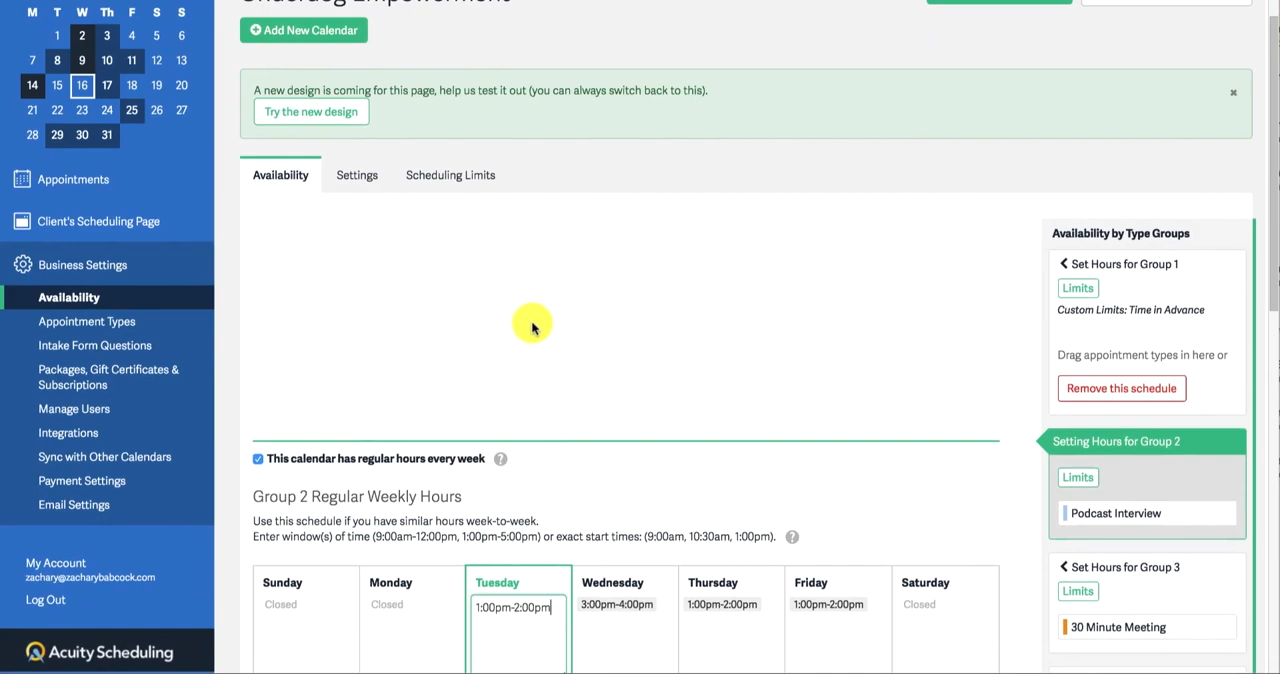 M T W Th F S S
1 2 3 4 5 6
7 8 9 10 11 12 13
14 15 16 17 18 19 20
21 22 23 24 25 26 27
28 29 30 31
Appointments
Client's Scheduling Page
Business Settings
Availability
Appointment Types
Intake Form Questions
Packages, Gift Certificates &
Subscriptions
Manage Users
Integrations
Sync with Other Calendars
Payment Settings
Email Settings
My Account
zachary@zacharybabcock.com
Log Out
Acuity Scheduling
Underdog Empowerment
Add New Calendar
A new design is coming for this page, help us test it out (you can always switch back to this).
Try the new design
Availability Settings Scheduling Limits
This calendar has regular hours every week
Group 2 Regular Weekly Hours
Use this schedule if you have similar hours week-to-week.
Enter window(s) of time (9:00am-12:00pm, 1:00pm-5:00pm) or exact start times: (9:00am, 10:30am, 1:00pm).
Sunday Monday Tuesday Wednesday Thursday Friday Saturday
Closed Closed 1:00pm-2:00pm 3:00pm-4:00pm 1:00pm-2:00pm 1:00pm-2:00pm Closed
Availability by Type Groups
Set Hours for Group 1
Limits
Custom Limits: Time in Advance
Drag appointment types in here or
Remove this schedule
Setting Hours for Group 2
Limits
Podcast Interview
Set Hours for Group 3
Limits
30 Minute Meeting